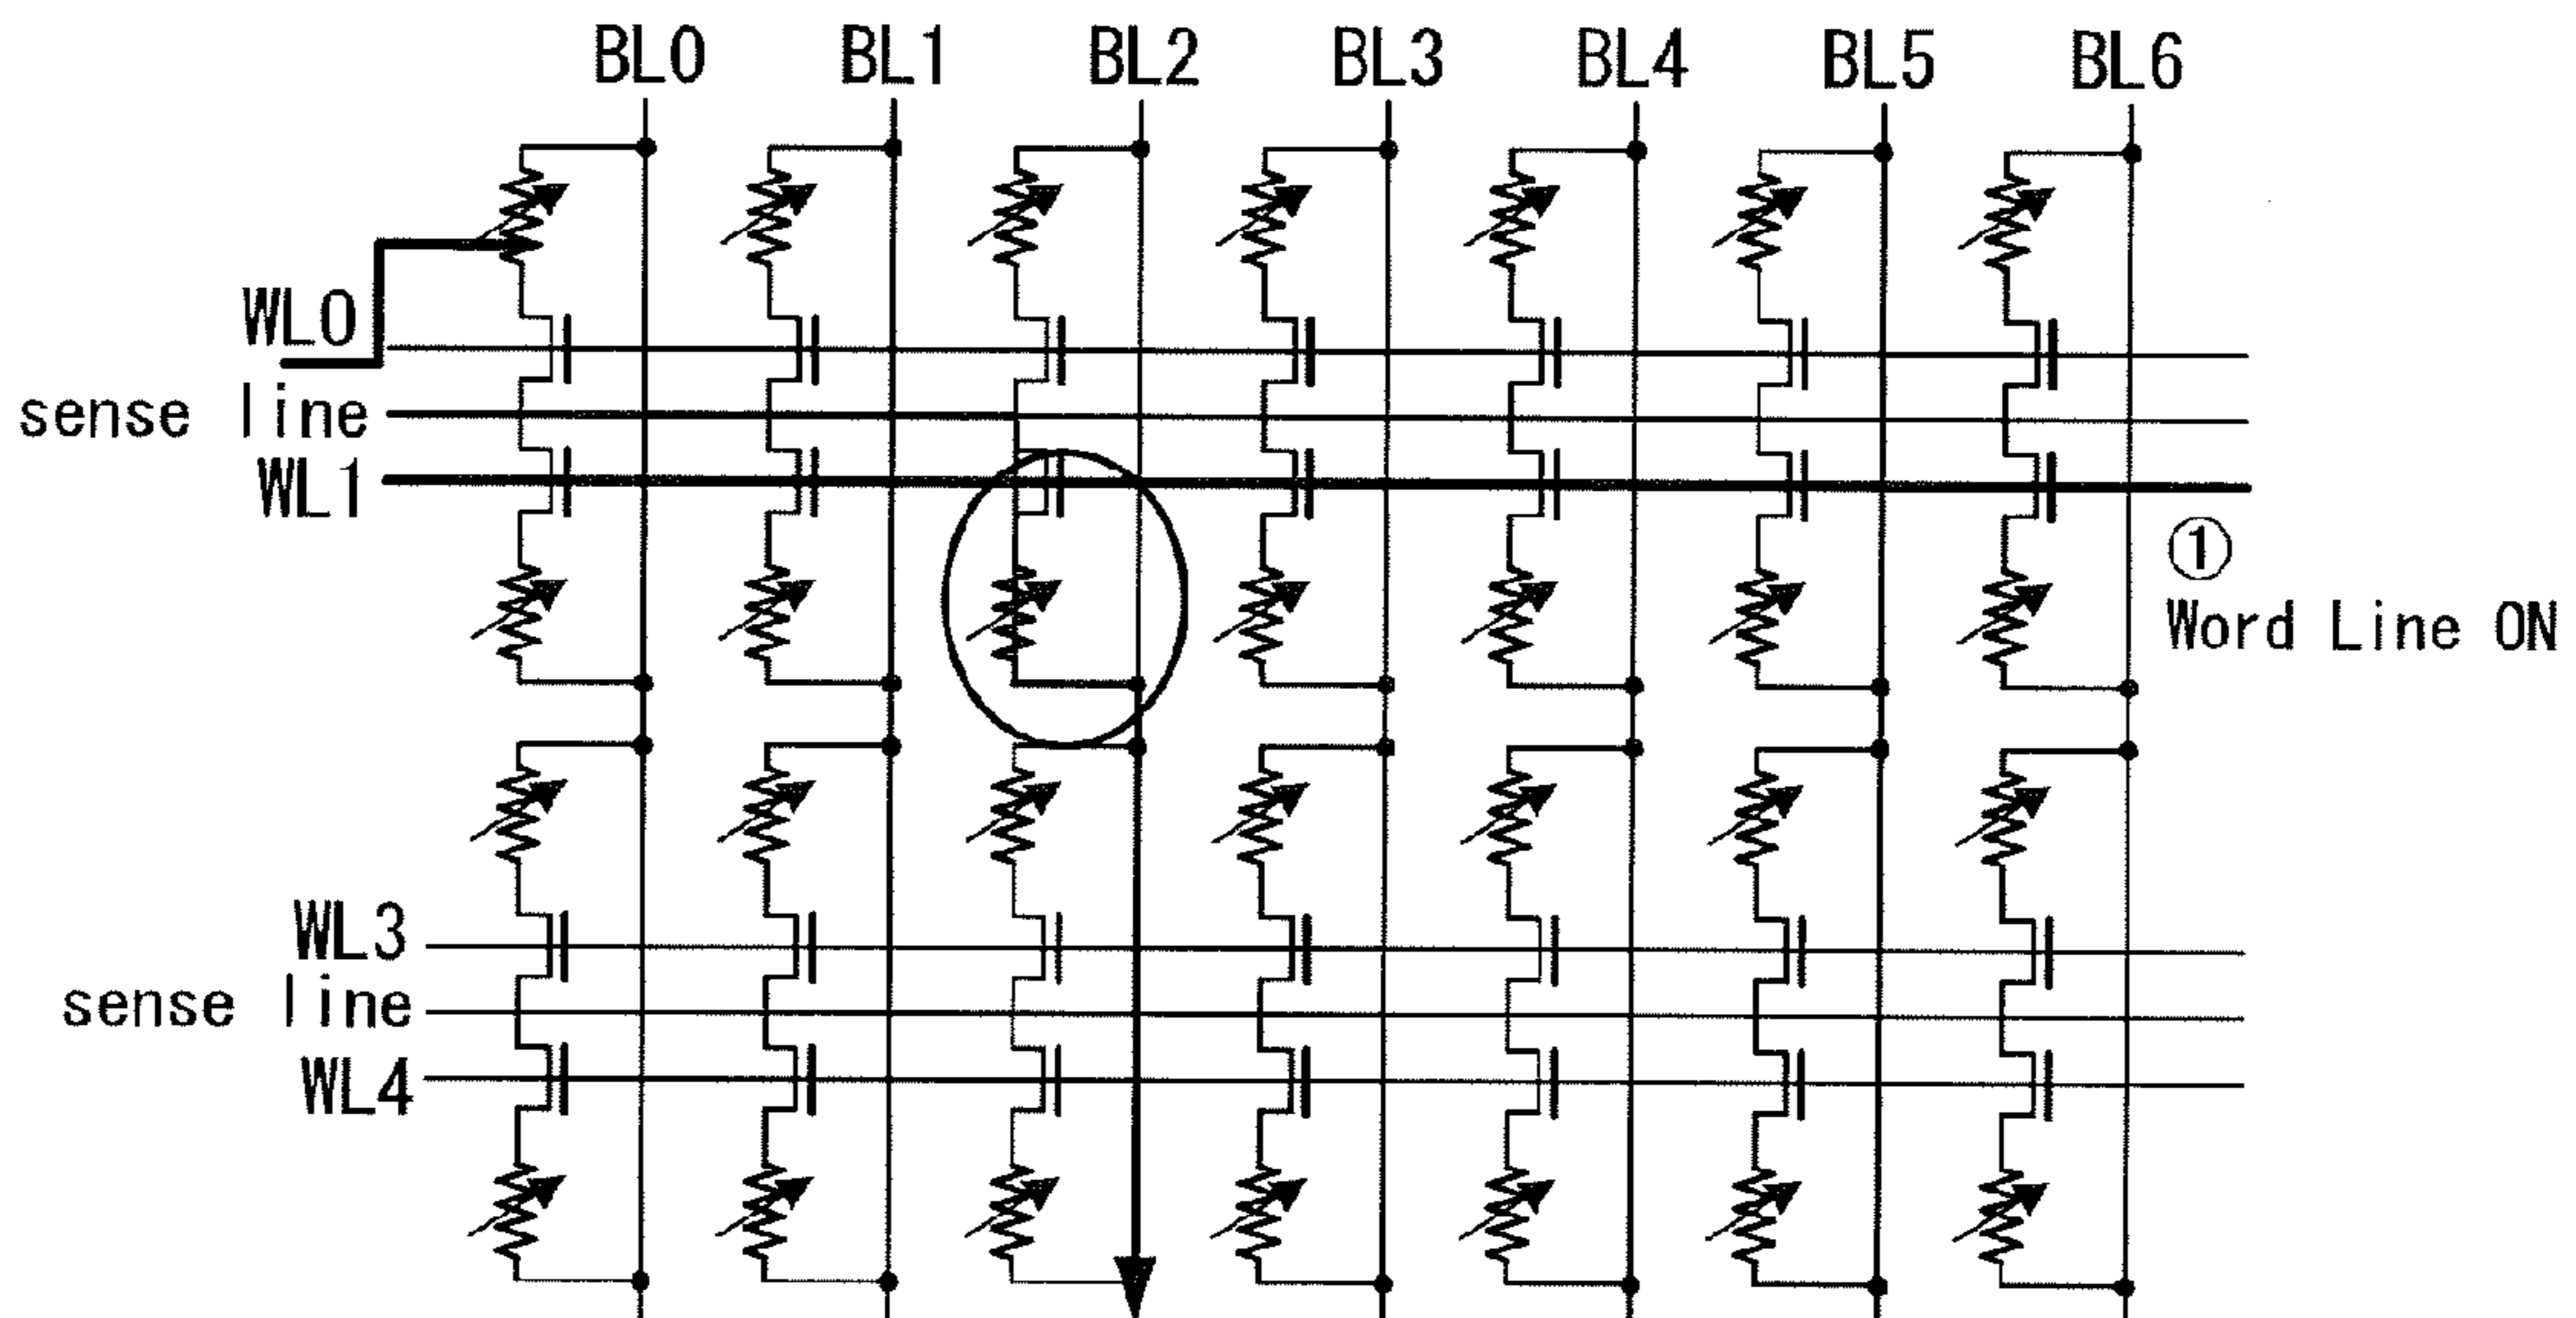 BL0 BL1 BL2 BL3 BL4 BL5 BL6
WL0
sense line
WL1
①
Word Line ON
WL3
sense line
WL4